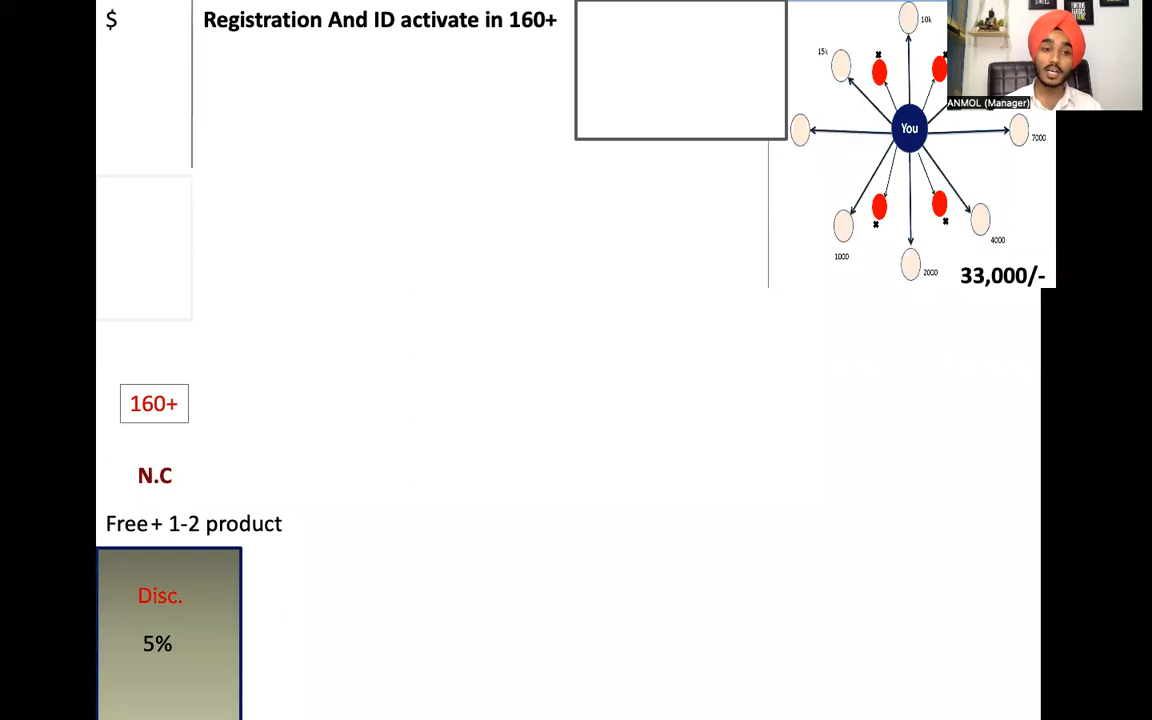 $
Registration And ID activate in 160+
10k
15k
ANMOL (Manager)
You
7000
4000
1000
2000
33,000/-
160+
N.C
Free+ 1-2 product
Disc.
5%